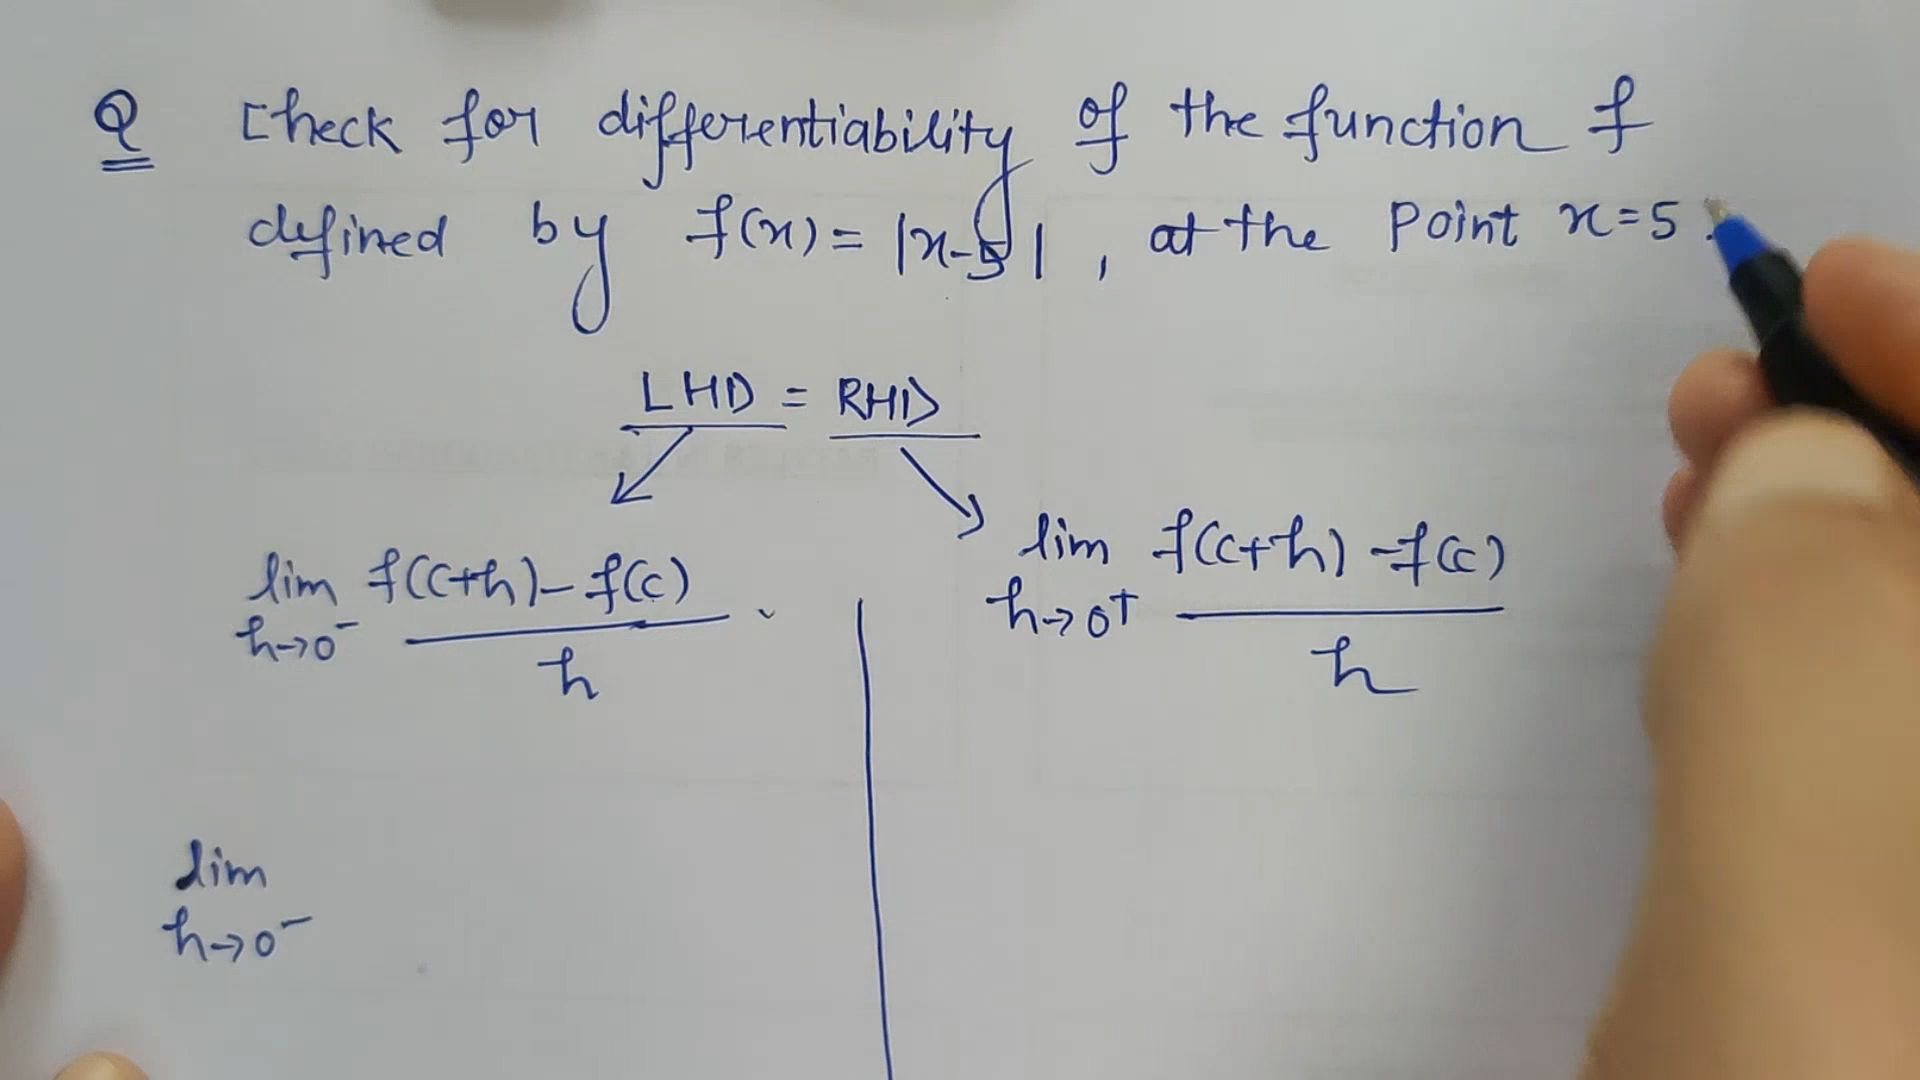 Q Check for differentiability of the function f
defined by f(x) = |x-5| , at the Point x=5.
LHD = RHD
lim f(c+h) - f(c)
h→0⁻ h
lim f(c+h) - f(c)
h→0⁺ h
lim
h→0⁻